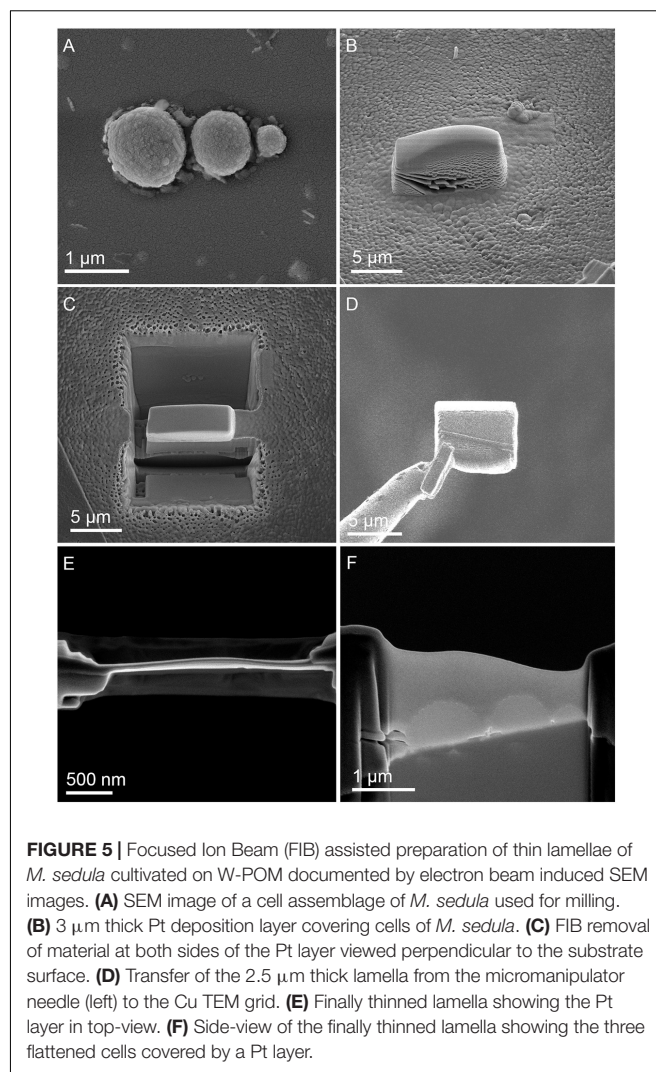 A
1 µm
B
5 µm
C
5 µm
D
5 µm
E
500 nm
F
1 µm
FIGURE 5 | Focused Ion Beam (FIB) assisted preparation of thin lamellae of
M. sedula cultivated on W-POM documented by electron beam induced SEM
images. (A) SEM image of a cell assemblage of M. sedula used for milling.
(B) 3 µm thick Pt deposition layer covering cells of M. sedula. (C) FIB removal
of material at both sides of the Pt layer viewed perpendicular to the substrate
surface. (D) Transfer of the 2.5 µm thick lamella from the micromanipulator
needle (left) to the Cu TEM grid. (E) Finally thinned lamella showing the Pt
layer in top-view. (F) Side-view of the finally thinned lamella showing the three
flattened cells covered by a Pt layer.